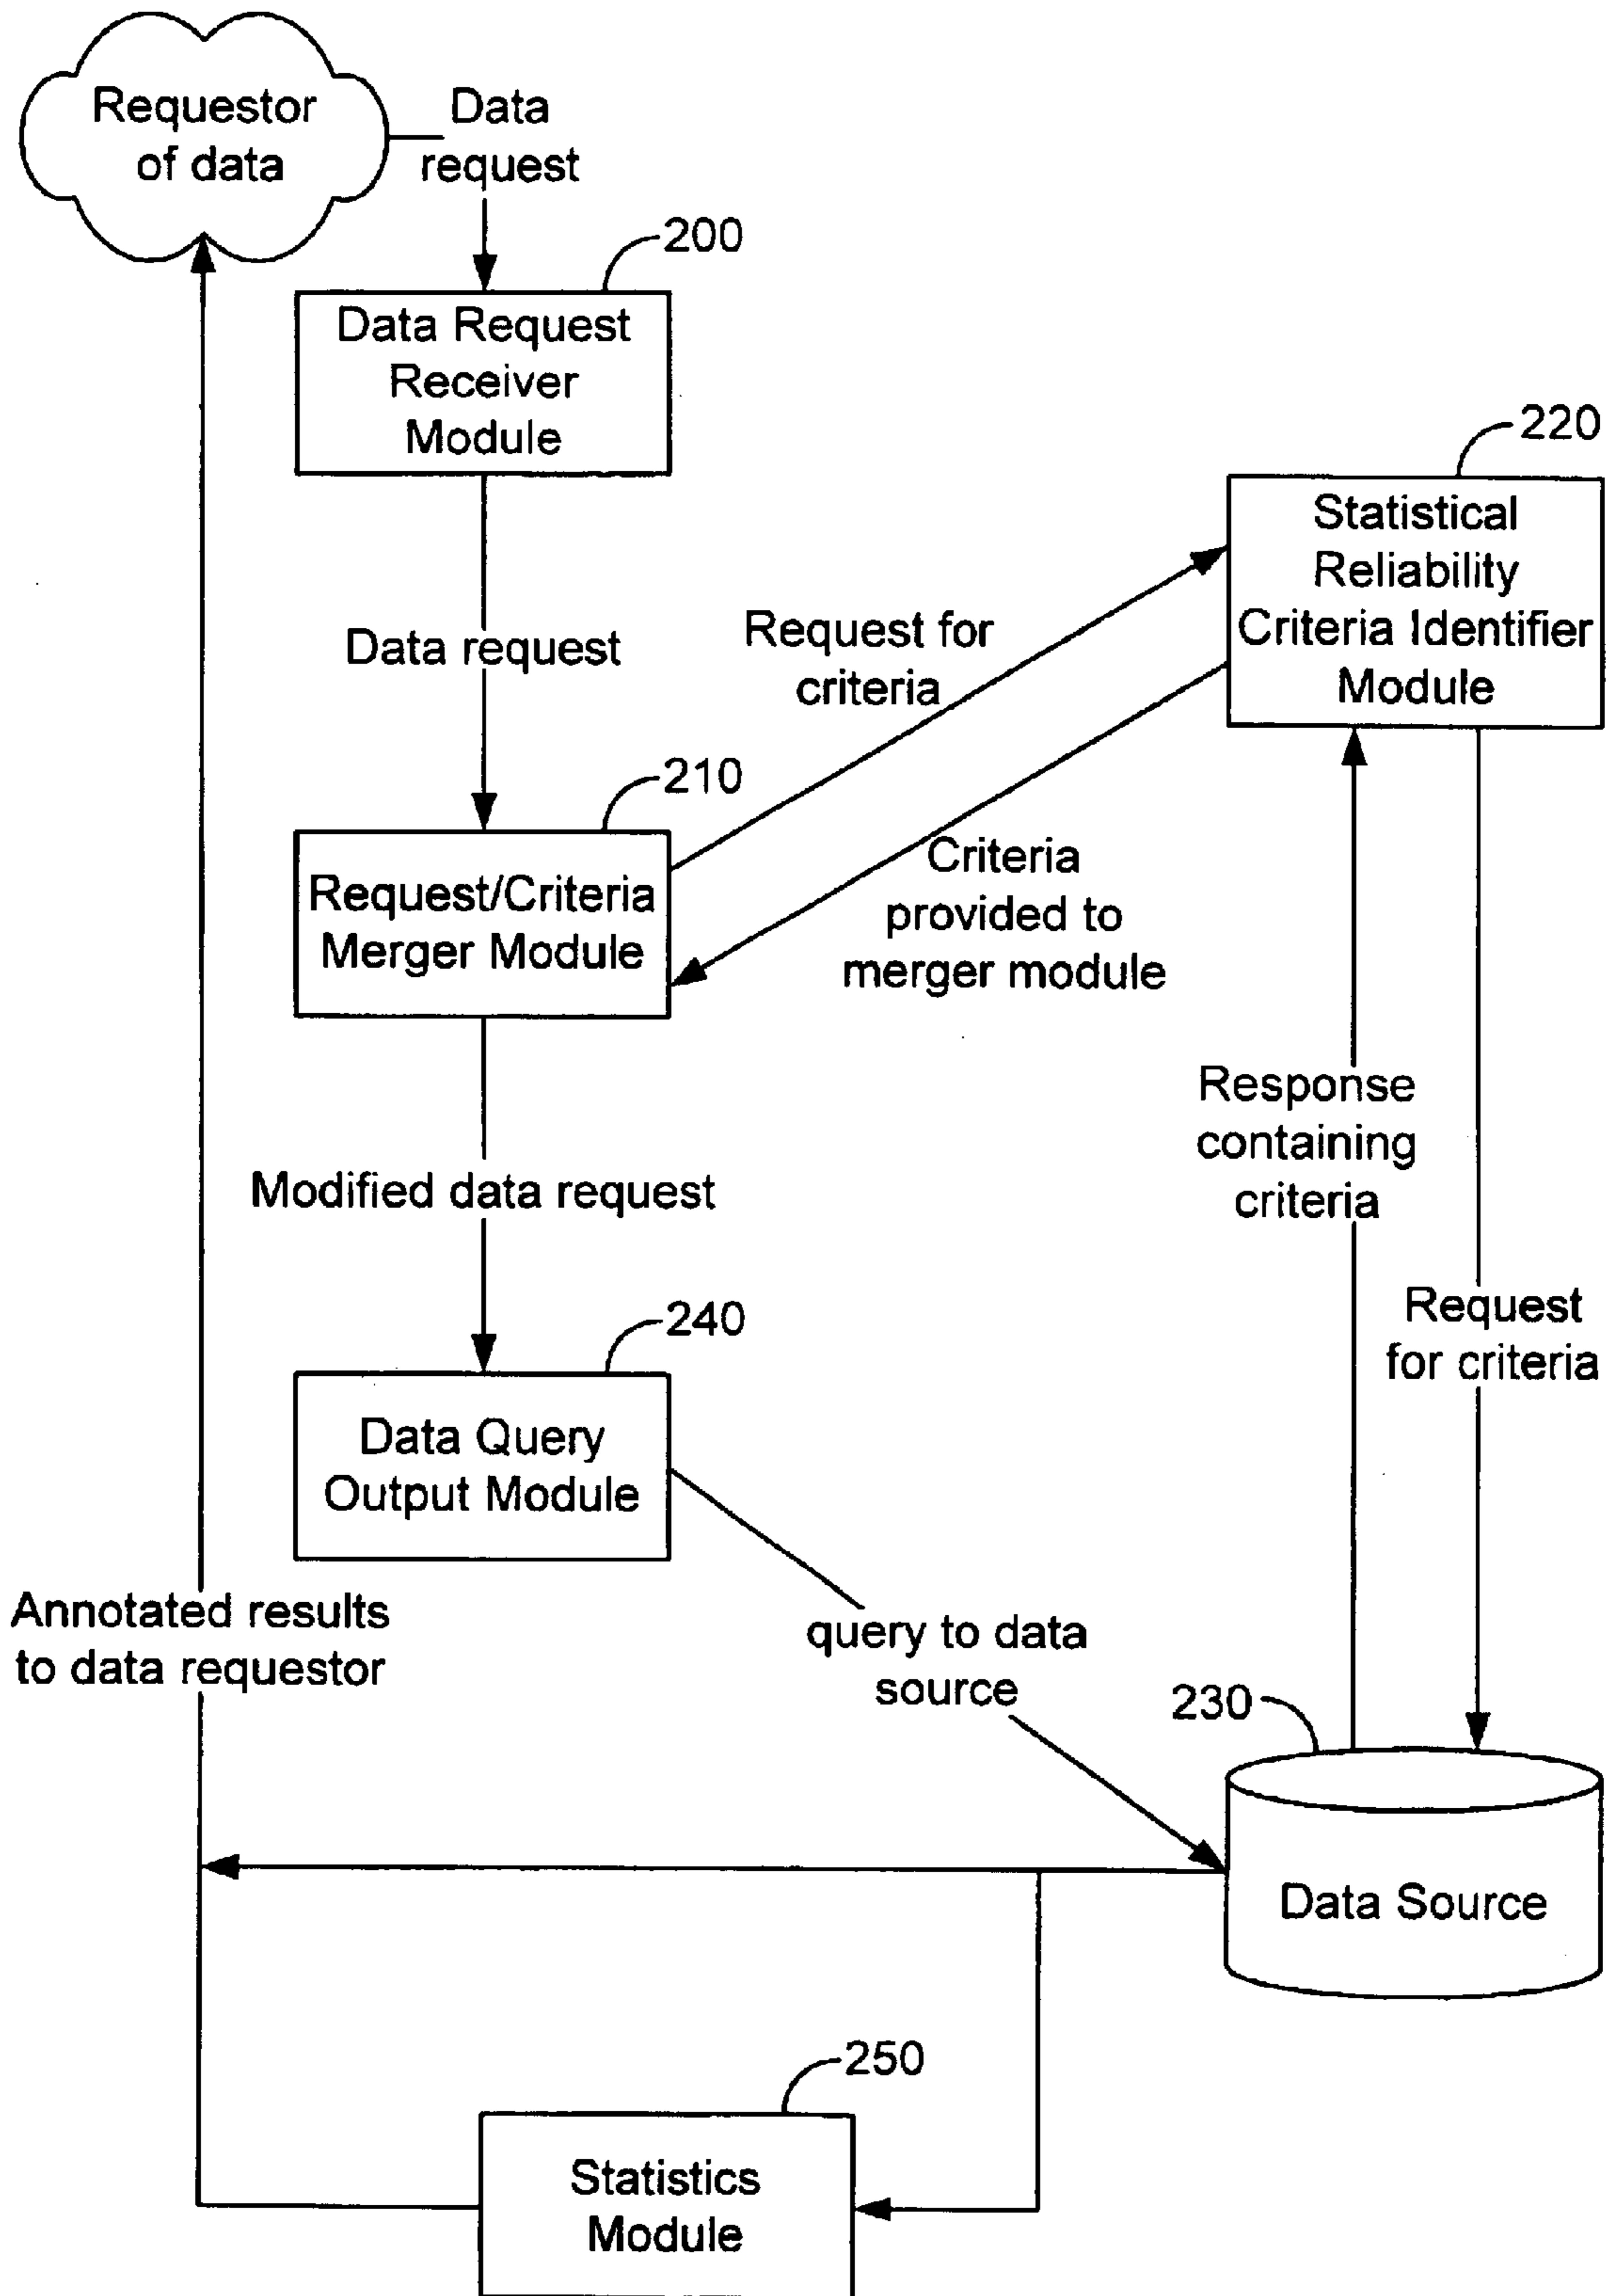 Requestor
of data
Data
request
200
Data Request
Receiver
Module
220
Statistical
Reliability
Criteria Identifier
Module
Data request
Request for
criteria
210
Request/Criteria
Merger Module
Criteria
provided to
merger module
Response
containing
criteria
Modified data request
Request
for criteria
240
Data Query
Output Module
Annotated results
to data requestor
query to data
source
230
Data Source
250
Statistics
Module